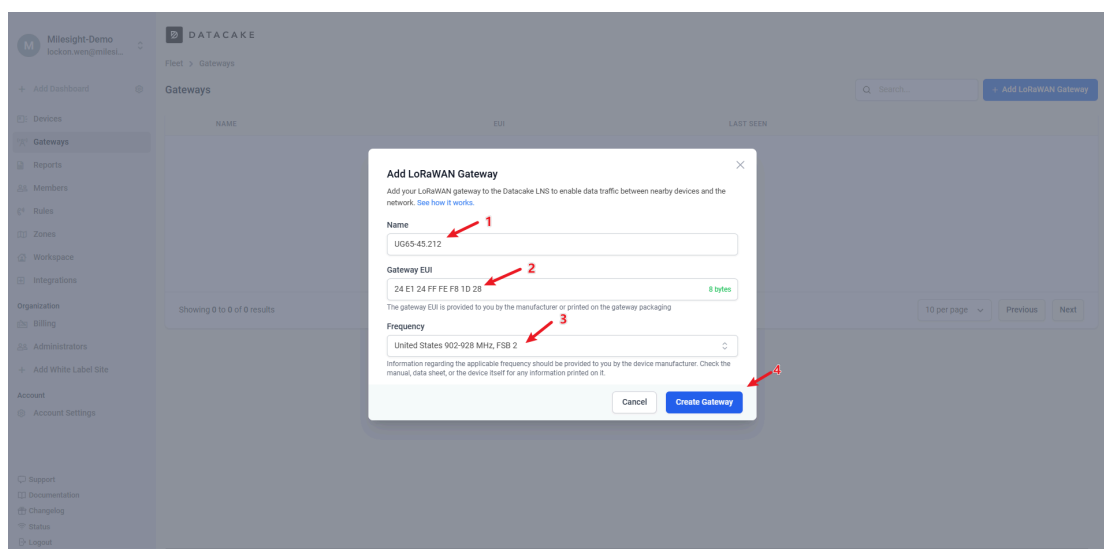 M
Milesight-Demo
lockon.wen@milesi...
DATACAKE
Fleet > Gateways
+ Add Dashboard
Gateways
Search...
+ Add LoRaWAN Gateway
Devices
Gateways
Reports
Members
Rules
Zones
Workspace
Integrations
Organization
Billing
Administrators
+ Add White Label Site
Account
Account Settings
Support
Documentation
Changelog
Status
Logout
NAME EUI LAST SEEN
Add LoRaWAN Gateway
Add your LoRaWAN gateway to the Datacake LNS to enable data traffic between nearby devices and the
network. See how it works.
Name
1
UG65-45.212
Gateway EUI
2
24 E1 24 FF FE F8 1D 28
8 bytes
The gateway EUI is provided to you by the manufacturer or printed on the gateway packaging
3
Frequency
United States 902-928 MHz, FSB 2
Information regarding the applicable frequency should be provided to you by the device manufacturer. Check the
manual, data sheet, or the device itself for any information printed on it.
4
Cancel
Create Gateway
Showing 0 to 0 of 0 results
10 per page
Previous
Next